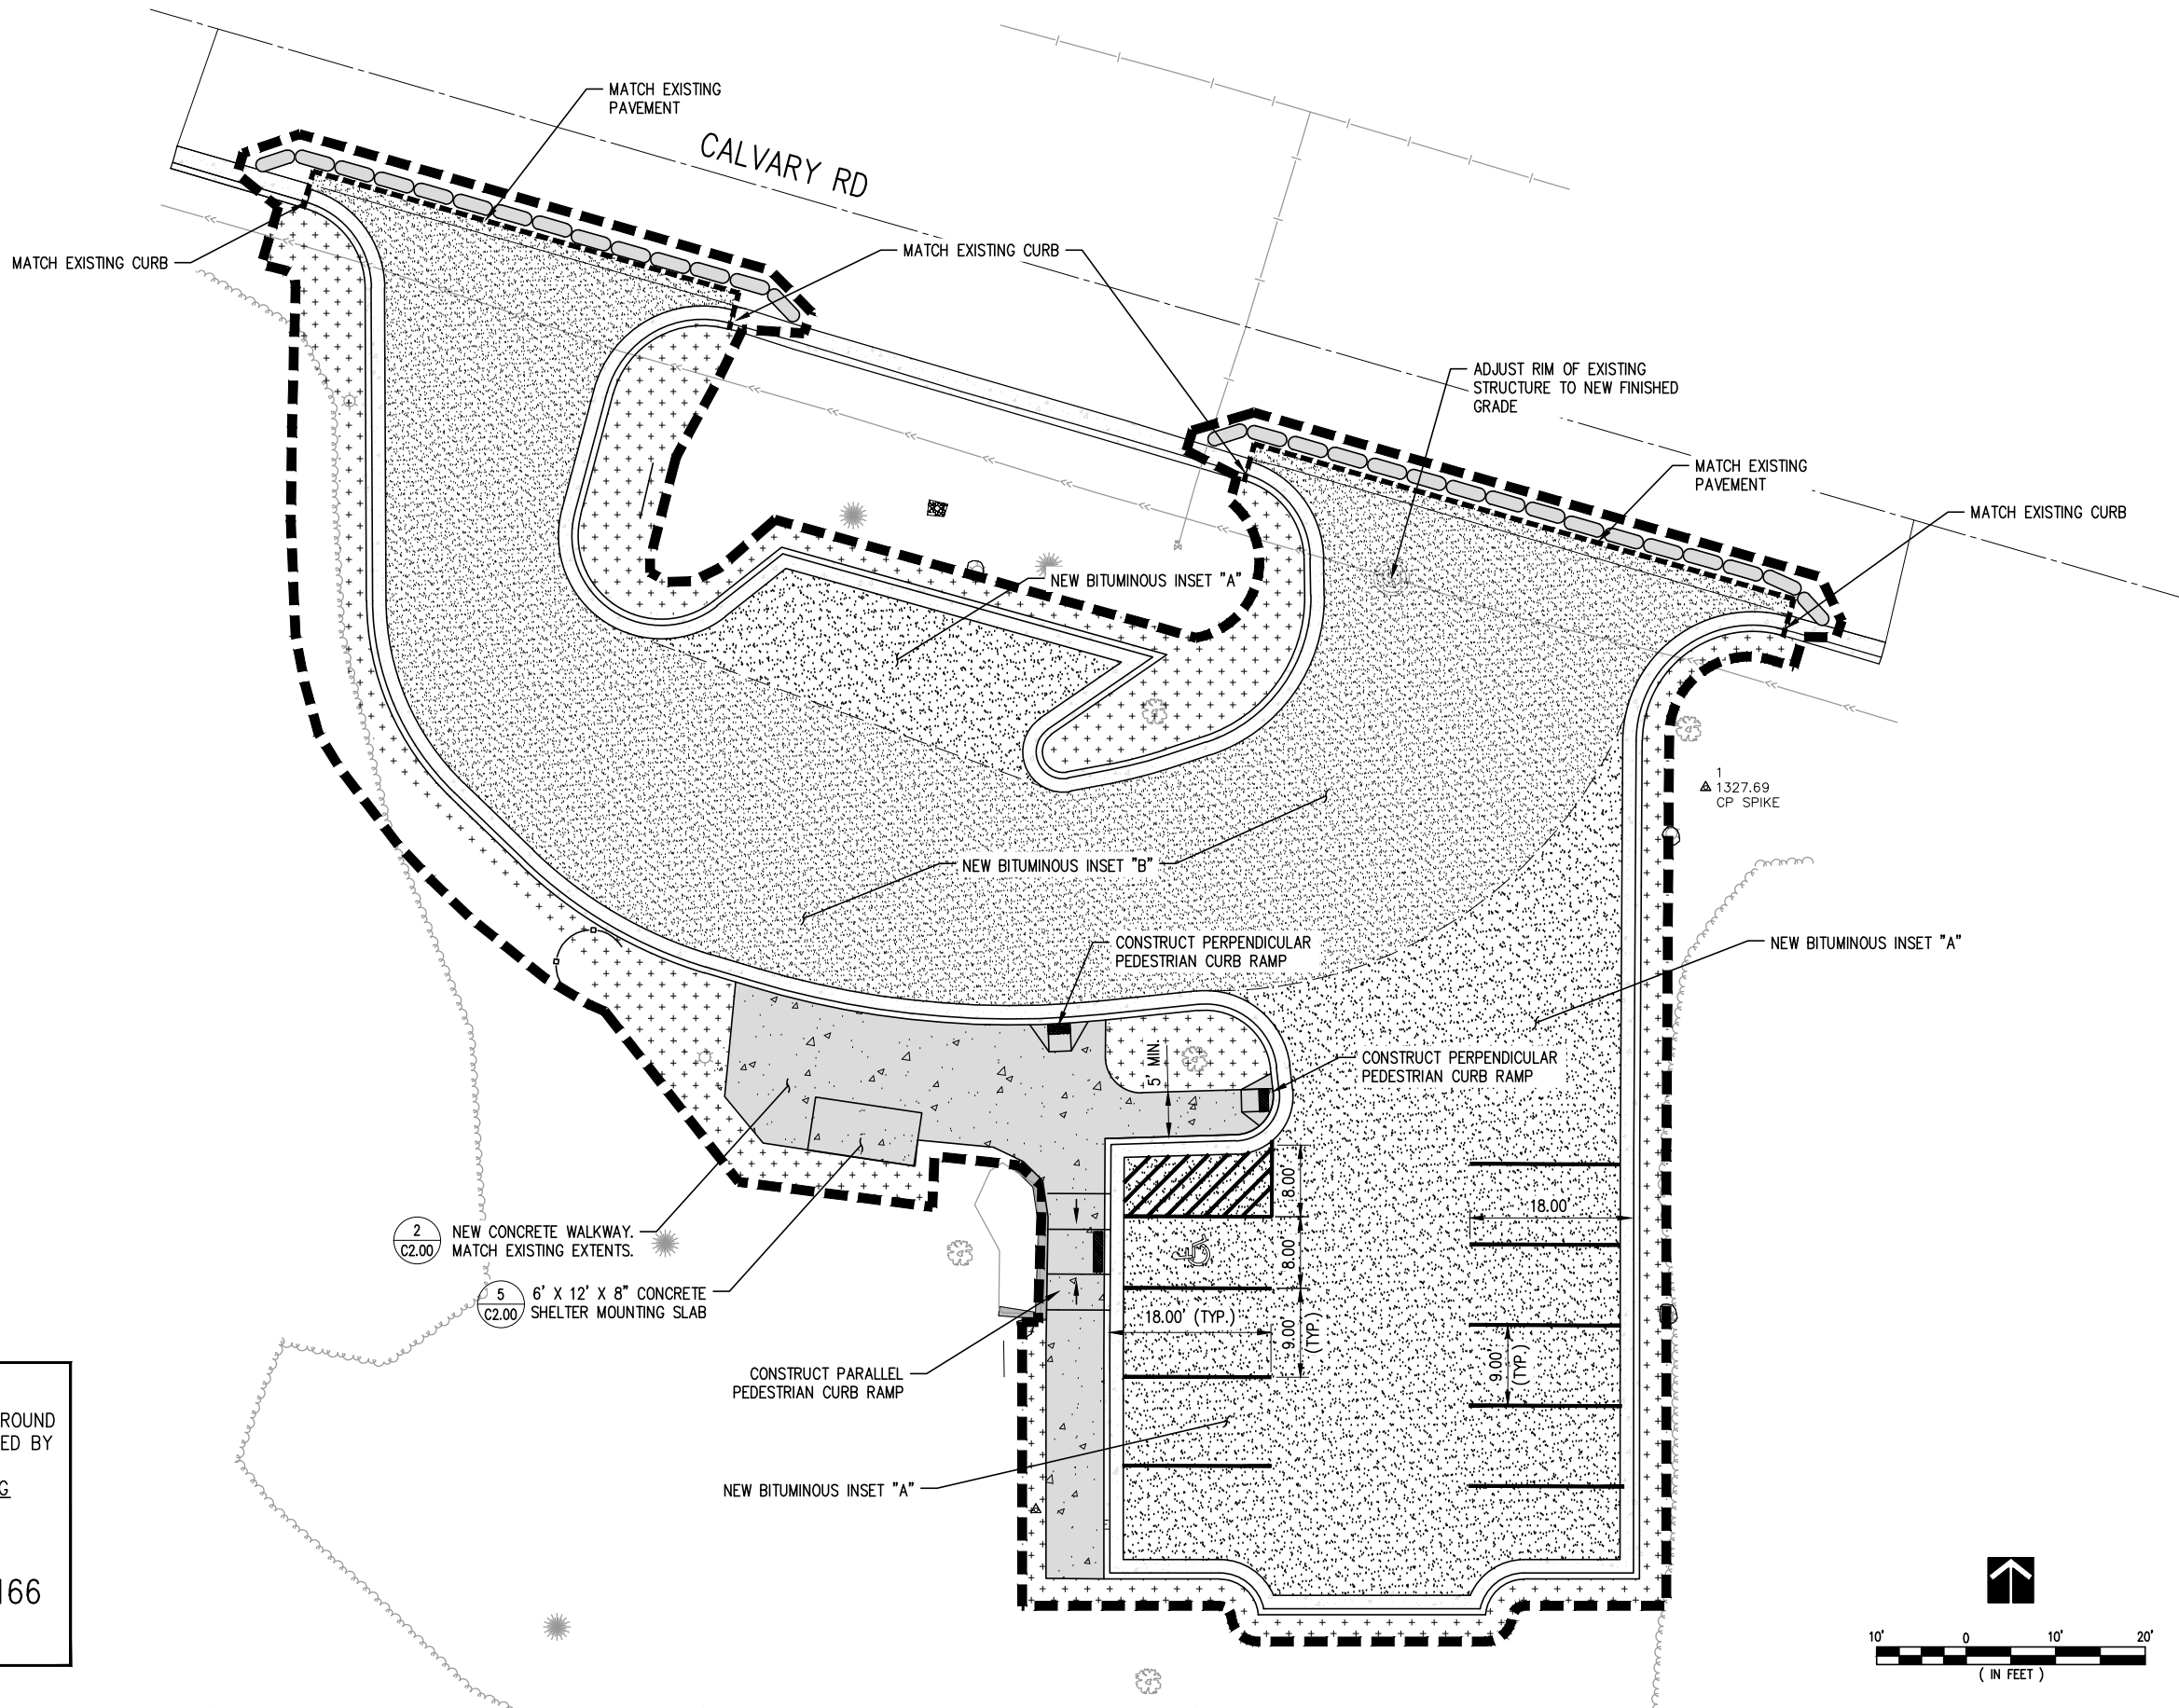 MATCH EXISTING
PAVEMENT
CALVARY RD
MATCH EXISTING CURB
MATCH EXISTING CURB
ADJUST RIM OF EXISTING
STRUCTURE TO NEW FINISHED
GRADE
MATCH EXISTING
PAVEMENT
MATCH EXISTING CURB
NEW BITUMINOUS INSET "A"
1
1327.69
CP SPIKE
NEW BITUMINOUS INSET "B"
CONSTRUCT PERPENDICULAR
PEDESTRIAN CURB RAMP
NEW BITUMINOUS INSET "A"
5' MIN
CONSTRUCT PERPENDICULAR
PEDESTRIAN CURB RAMP
8.00'
18.00'
2
C2.00
NEW CONCRETE WALKWAY.
MATCH EXISTING EXTENTS.
8.00'
5
C2.00
6' X 12' X 8" CONCRETE
SHELTER MOUNTING SLAB
18.00' (TYP.)
9.00'
(TYP.)
9.00'
(TYP.)
CONSTRUCT PARALLEL
PEDESTRIAN CURB RAMP
NEW BITUMINOUS INSET "A"
ROUND
ED BY
G
166
10'
0
10'
20'
( IN FEET )